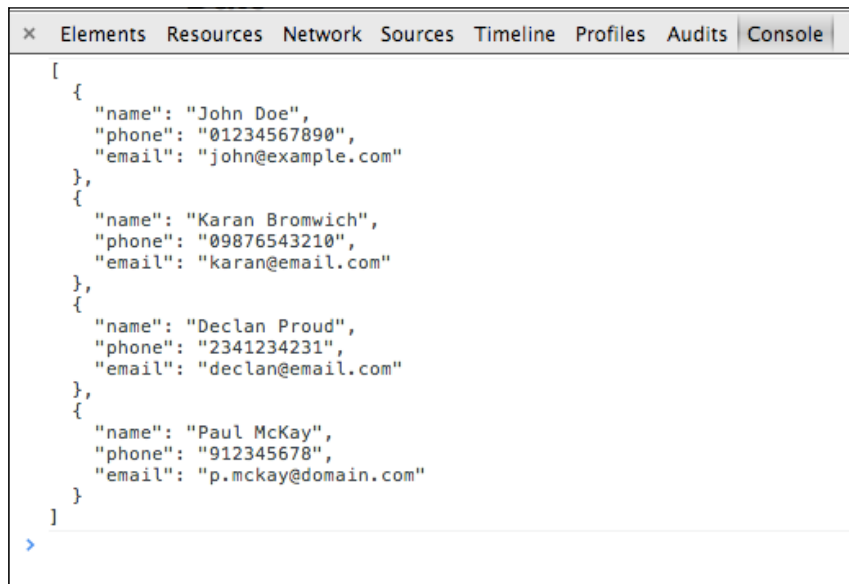 × Elements Resources Network Sources Timeline Profiles Audits Console
[
  {
    "name": "John Doe",
    "phone": "01234567890",
    "email": "john@example.com"
  },
  {
    "name": "Karan Bromwich",
    "phone": "09876543210",
    "email": "karan@email.com"
  },
  {
    "name": "Declan Proud",
    "phone": "2341234231",
    "email": "declan@email.com"
  },
  {
    "name": "Paul McKay",
    "phone": "912345678",
    "email": "p.mckay@domain.com"
  }
]
>